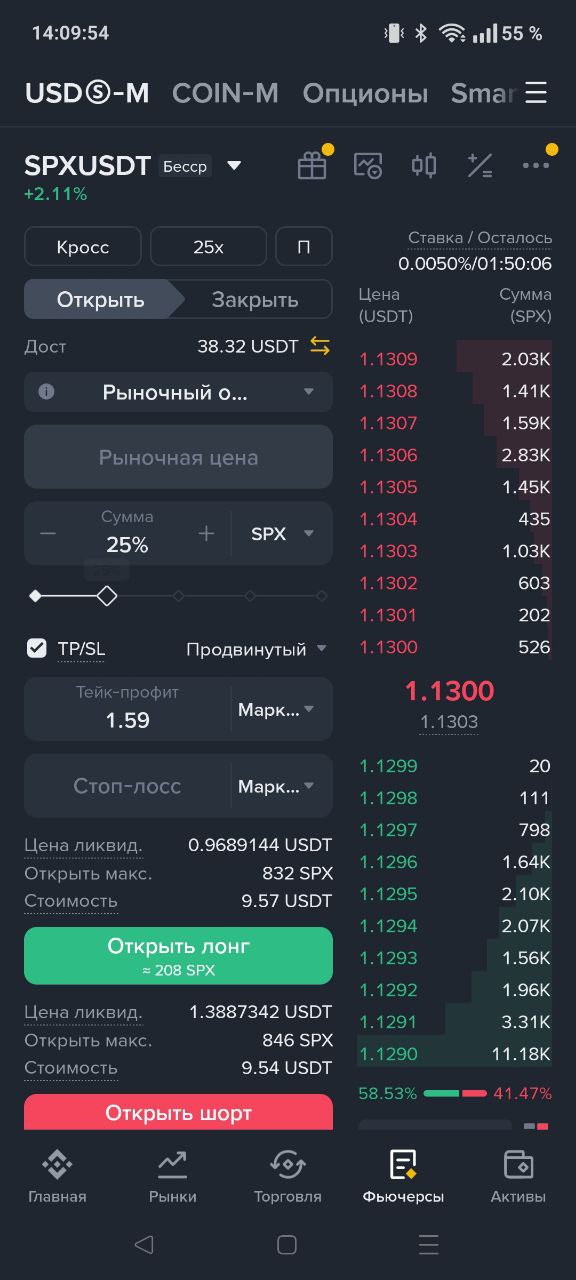 14:09:54
55 %
USDⓈ-M COIN-M Опционы Smar
SPXUSDT Бесср
+2.11%
Кросс 25x П
Ставка / Осталось
0.0050%/01:50:06
Открыть Закрыть
Цена
(USDT)
Сумма
(SPX)
Дост 38.32 USDT
Рыночный о...
Рыночная цена
Сумма
25%
SPX
TP/SL Продвинутый
Тейк-профит
1.59
Марк...
Стоп-лосс Марк...
Цена ликвид. 0.9689144 USDT
Открыть макс. 832 SPX
Стоимость 9.57 USDT
Открыть лонг
≈ 208 SPX
Цена ликвид. 1.3887342 USDT
Открыть макс. 846 SPX
Стоимость 9.54 USDT
Открыть шорт
1.1309 2.03K
1.1308 1.41K
1.1307 1.59K
1.1306 2.83K
1.1305 1.45K
1.1304 435
1.1303 1.03K
1.1302 603
1.1301 202
1.1300 526
1.1300
1.1303
1.1299 20
1.1298 111
1.1297 798
1.1296 1.64K
1.1295 2.10K
1.1294 2.07K
1.1293 1.56K
1.1292 1.96K
1.1291 3.31K
1.1290 11.18K
58.53% 41.47%
Главная Рынки Торговля Фьючерсы Активы